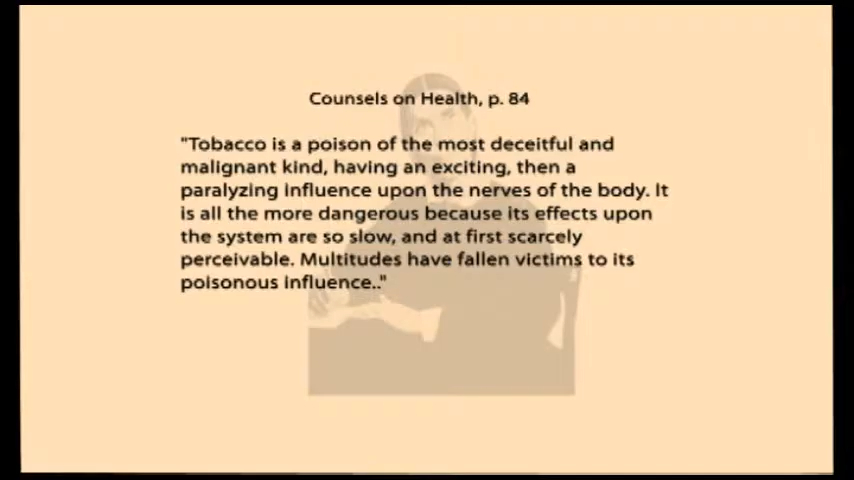 Counsels on Health, p. 84
"Tobacco is a poison of the most deceitful and
malignant kind, having an exciting, then a
paralyzing influence upon the nerves of the body. It
is all the more dangerous because its effects upon
the system are so slow, and at first scarcely
perceivable. Multitudes have fallen victims to its
poisonous influence.."